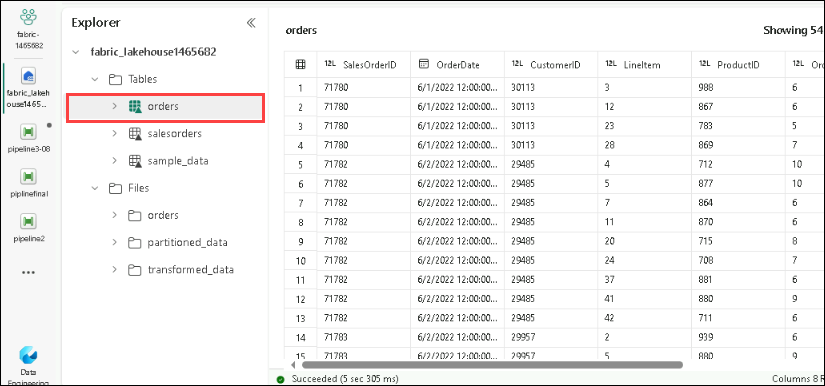 fabric-
1465682
fabric_lakeh
house1465...
pipeline3-08
piplinefinal
pipeline2
...
Data
Engineering
Explorer
fabric_lakehouse1465682
Tables
orders
salesorders
sample_data
Files
orders
partitioned_data
transformed_data
orders Showing 54
12L SalesOrderID OrderDate 12L CustomerID 12L LineItem 12L ProductID 12L Or
1 71780 6/1/2022 12:00:00... 30113 3 988 6
2 71780 6/1/2022 12:00:00... 30113 12 867 6
3 71780 6/1/2022 12:00:00... 30113 23 783 5
4 71780 6/1/2022 12:00:00... 30113 28 869 7
5 71782 6/2/2022 12:00:00... 29485 4 712 10
6 71782 6/2/2022 12:00:00... 29485 5 877 10
7 71782 6/2/2022 12:00:00... 29485 7 864 6
8 71782 6/2/2022 12:00:00... 29485 11 870 6
9 71782 6/2/2022 12:00:00... 29485 20 715 8
10 71782 6/2/2022 12:00:00... 29485 24 708 7
11 71782 6/2/2022 12:00:00... 29485 37 881 6
12 71782 6/2/2022 12:00:00... 29485 41 880 9
13 71782 6/2/2022 12:00:00... 29485 42 711 6
14 71783 6/2/2022 12:00:00... 29957 2 939 6
15 71783 6/2/2022 12:00:00... 29957 5 880 9
Succeeded (5 sec 305 ms) Columns 8 R